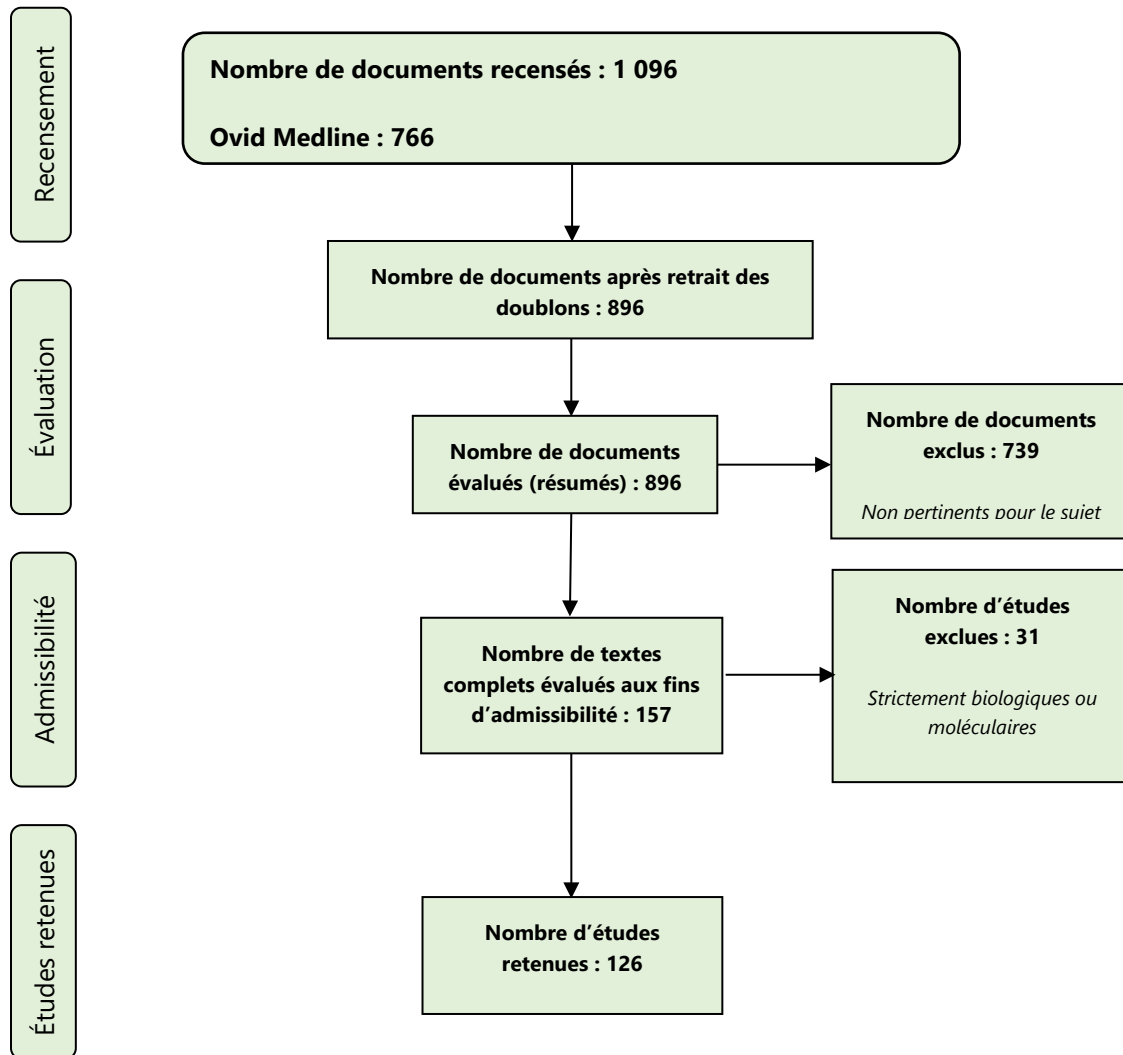 Recensement
Nombre de documents recensés : 1 096
Ovid Medline : 766
Nombre de documents après retrait des
doublons : 896
Évaluation
Nombre de documents
évalués (résumés) : 896
Nombre de documents
exclus : 739
Non pertinents pour le sujet
Admissibilité
Nombre de textes
complets évalués aux fins
d’admissibilité : 157
Nombre d’études
exclues : 31
Strictement biologiques ou
moléculaires
Études retenues
Nombre d’études
retenues : 126